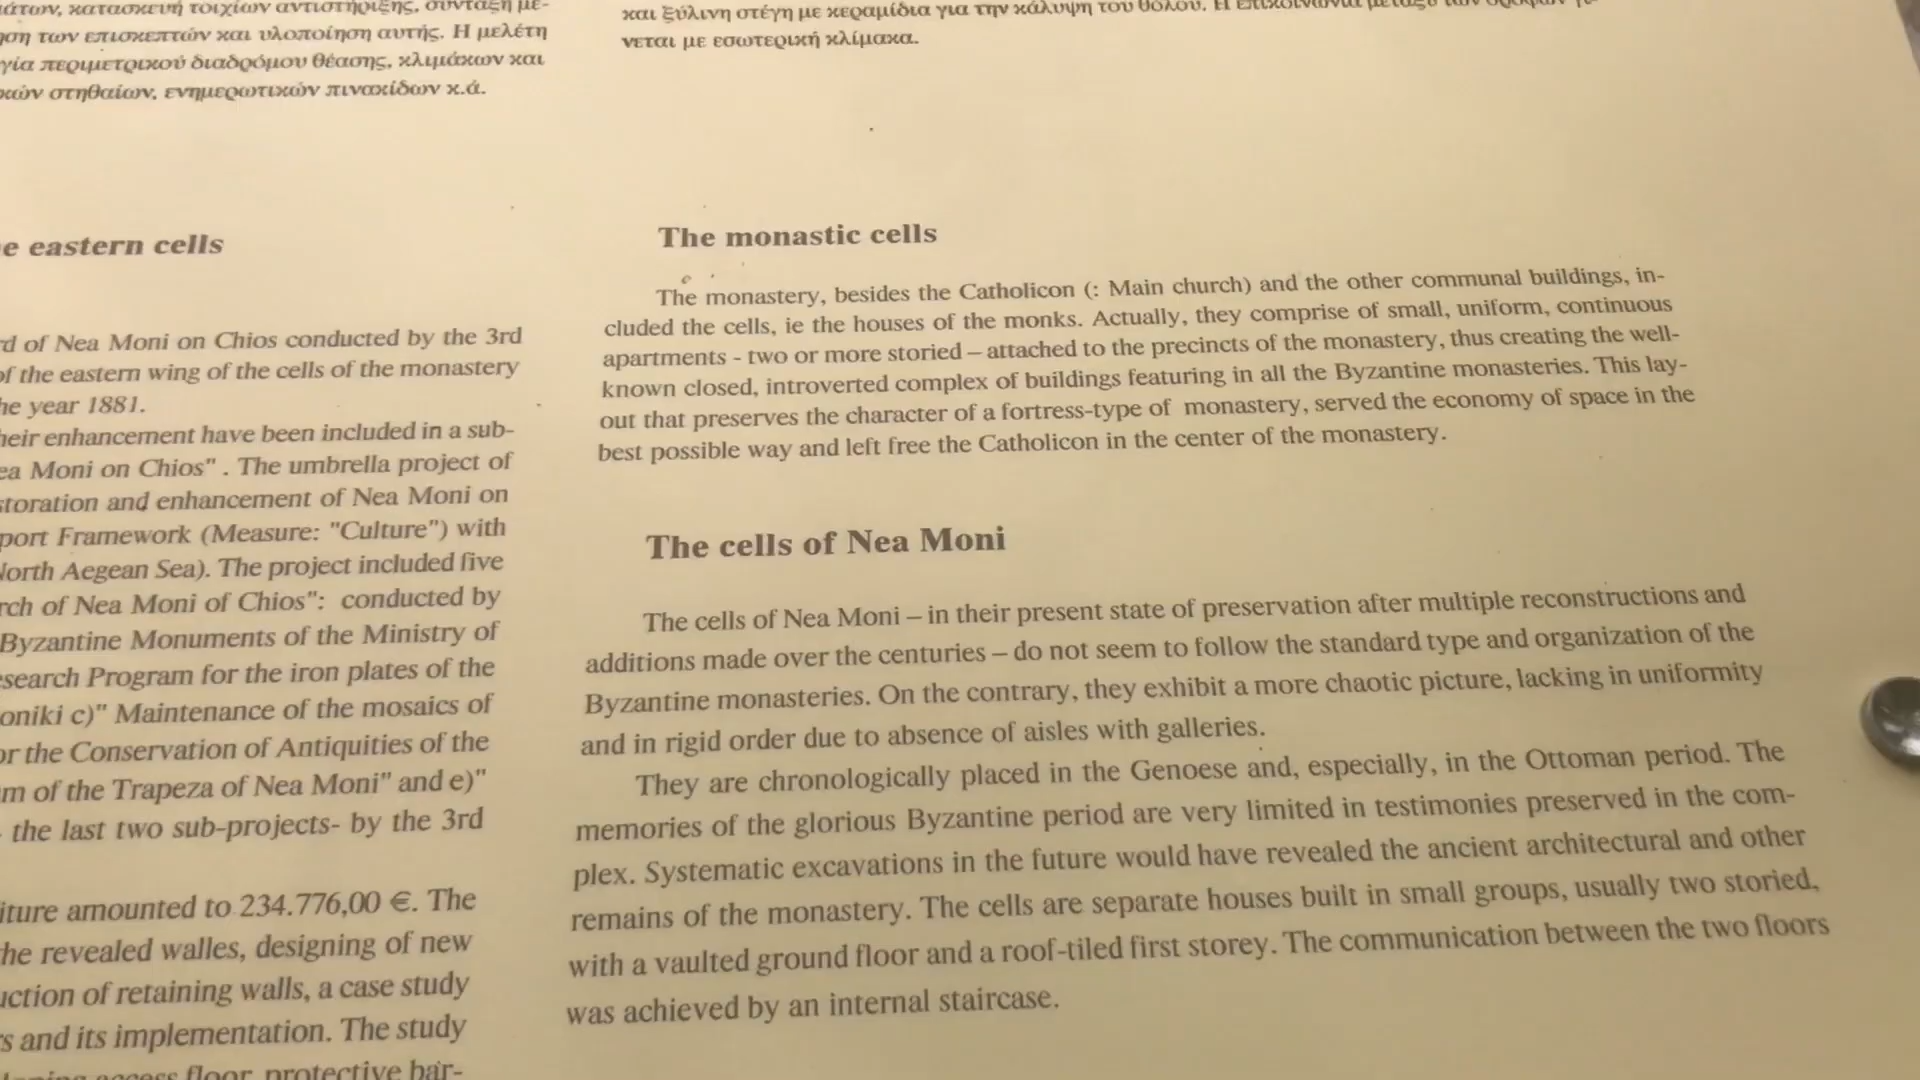 κατασκευή τοιχίων αντιστήριξης, σύνταξη με-
των επισκεπτών και υλοποίηση αυτής. Η μελέτη
περιμετρικού διαδρόμου θέασης, κλιμάκων και
στηθαίων, ενημερωτικών πινακίδων κ.ά.
και ξύλινη στέγη με κεραμίδια για την κάλυψη του θόλου. Η επικοινωνία μεταξύ των ορόφων γί-
νεται με εσωτερική κλίμακα.
eastern cells
of Nea Moni on Chios conducted by the 3rd
of the eastern wing of the cells of the monastery
year 1881.
their enhancement have been included in a sub-
Moni on Chios" . The umbrella project of
storation and enhancement of Nea Moni on
port Framework (Measure: "Culture") with
North Aegean Sea). The project included five
rch of Nea Moni of Chios": conducted by
Byzantine Monuments of the Ministry of
search Program for the iron plates of the
oniki c)" Maintenance of the mosaics of
or the Conservation of Antiquities of the
m of the Trapeza of Nea Moni" and e)"
the last two sub-projects- by the 3rd
iture amounted to 234.776,00 €. The
he revealed walles, designing of new
uction of retaining walls, a case study
s and its implementation. The study
access floor, protective bar-
The monastic cells
The monastery, besides the Catholicon (: Main church) and the other communal buildings, in-
cluded the cells, ie the houses of the monks. Actually, they comprise of small, uniform, continuous
apartments - two or more storied – attached to the precincts of the monastery, thus creating the well-
known closed, introverted complex of buildings featuring in all the Byzantine monasteries. This lay-
out that preserves the character of a fortress-type of monastery, served the economy of space in the
best possible way and left free the Catholicon in the center of the monastery.
The cells of Nea Moni
The cells of Nea Moni – in their present state of preservation after multiple reconstructions and
additions made over the centuries – do not seem to follow the standard type and organization of the
Byzantine monasteries. On the contrary, they exhibit a more chaotic picture, lacking in uniformity
and in rigid order due to absence of aisles with galleries.
They are chronologically placed in the Genoese and, especially, in the Ottoman period. The
memories of the glorious Byzantine period are very limited in testimonies preserved in the com-
plex. Systematic excavations in the future would have revealed the ancient architectural and other
remains of the monastery. The cells are separate houses built in small groups, usually two storied,
with a vaulted ground floor and a roof-tiled first storey. The communication between the two floors
was achieved by an internal staircase.